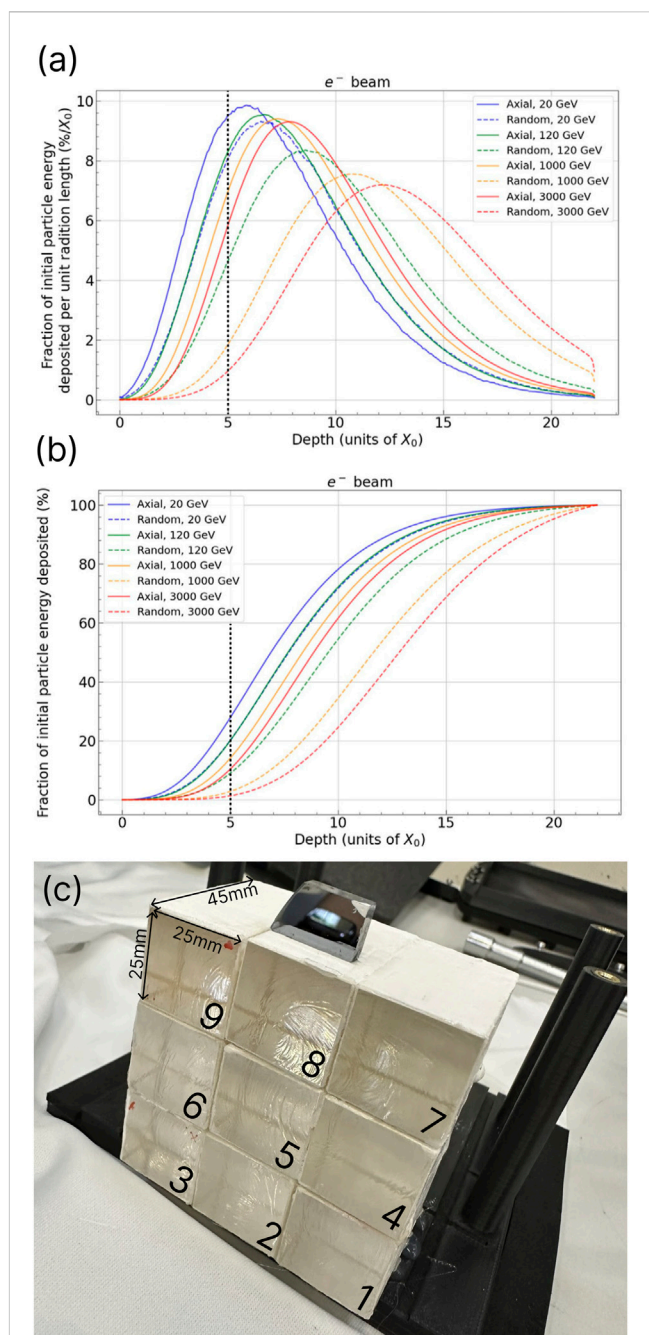 (a)
e⁻ beam
Fraction of initial particle energy
deposited per unit radition length (%/X₀)
10
8
6
4
2
0
Axial, 20 GeV
Random, 20 GeV
Axial, 120 GeV
Random, 120 GeV
Axial, 1000 GeV
Random, 1000 GeV
Axial, 3000 GeV
Random, 3000 GeV
0 5 10 15 20
Depth (units of X₀)
(b)
e⁻ beam
Fraction of initial particle energy deposited (%)
100
80
60
40
20
0
Axial, 20 GeV
Random, 20 GeV
Axial, 120 GeV
Random, 120 GeV
Axial, 1000 GeV
Random, 1000 GeV
Axial, 3000 GeV
Random, 3000 GeV
0 5 10 15 20
Depth (units of X₀)
(c)
45mm
25mm
25mm
9
8
7
6
5
4
3
2
1